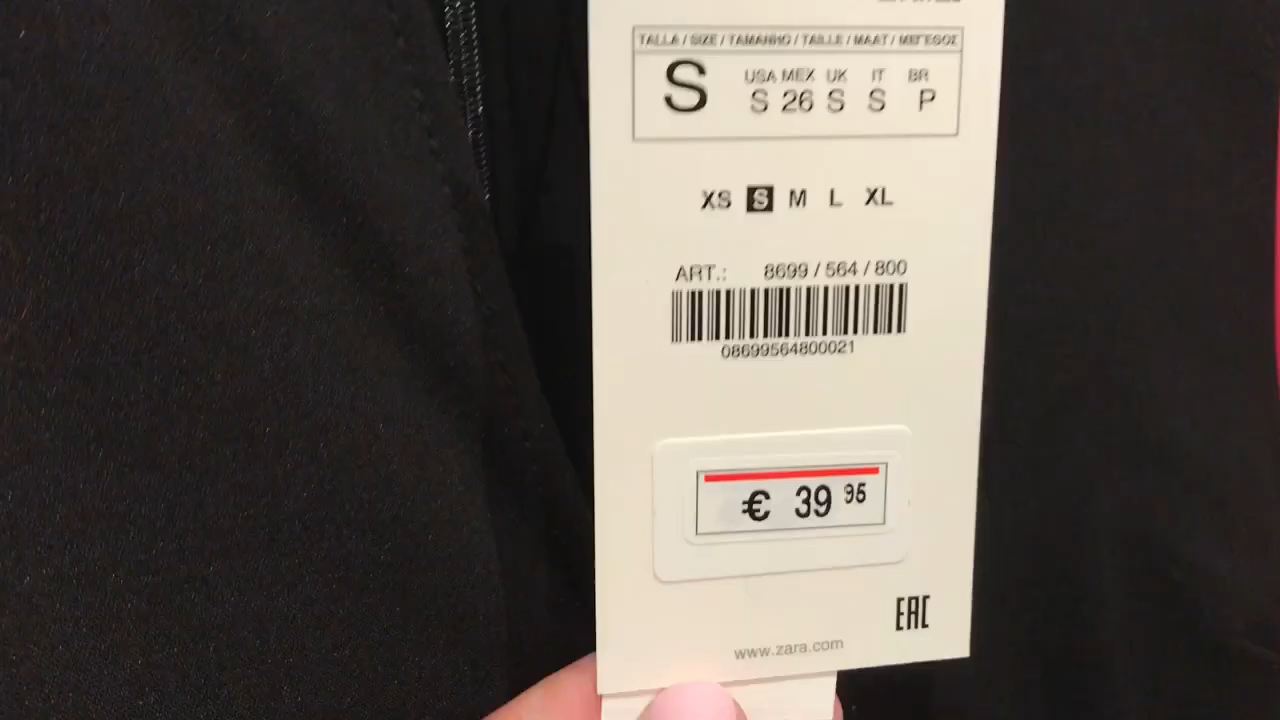 TALLA / SIZE / TAMANHO / TAILLE / MAAT / ΜΕΓΕΘΟΣ
S
USA MEX UK IT BR
S 26 S S P
XS S M L XL
ART.: 8699 / 564 / 800
08699564800021
€ 39 95
EAC
www.zara.com